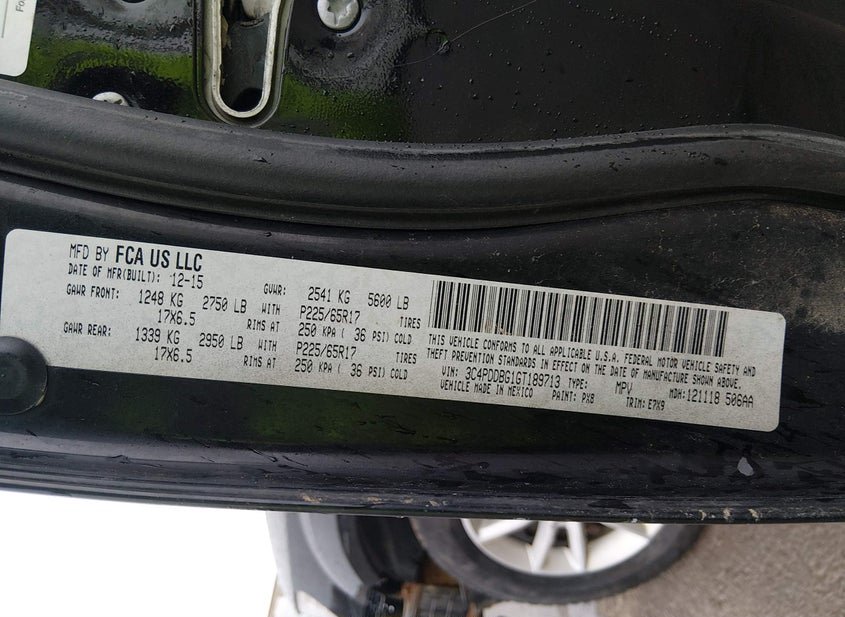 Fo
MFD BY FCA US LLC
DATE OF MFR(BUILT): 12-15
GVWR: 2541 KG 5600 LB
GAWR FRONT: 1248 KG 2750 LB WITH P225/65R17 TIRES
17X6.5 RIMS AT 250 KPA ( 36 PSI) COLD
GAWR REAR: 1339 KG 2950 LB WITH P225/65R17 TIRES
17X6.5 RIMS AT 250 KPA ( 36 PSI) COLD
THIS VEHICLE CONFORMS TO ALL APPLICABLE U.S.A. FEDERAL MOTOR VEHICLE SAFETY AND
THEFT PREVENTION STANDARDS IN EFFECT ON THE DATE OF MANUFACTURE SHOWN ABOVE.
VIN: 3C4PDDBG1GT189713 TYPE: MPV MDH: 121118 506AA
VEHICLE MADE IN MEXICO PAINT: PX8 TRIM: E7X9